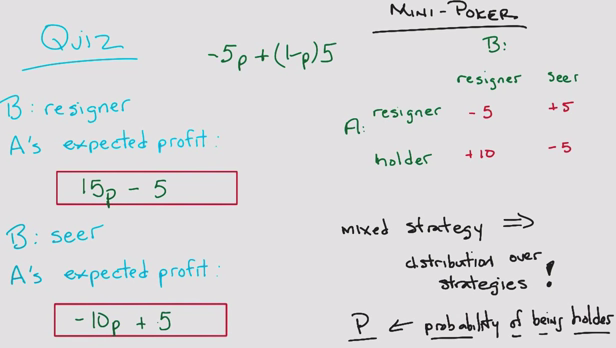 Quiz
-5p + (1-p)5
B: resigner
A's expected profit:
15p - 5
B: seer
A's expected profit:
-10p + 5
MINI-POKER
B:
resigner seer
A: resigner -5 +5
holder +10 -5
mixed strategy ⇒
distribution over
strategies!
P ← probability of being holder